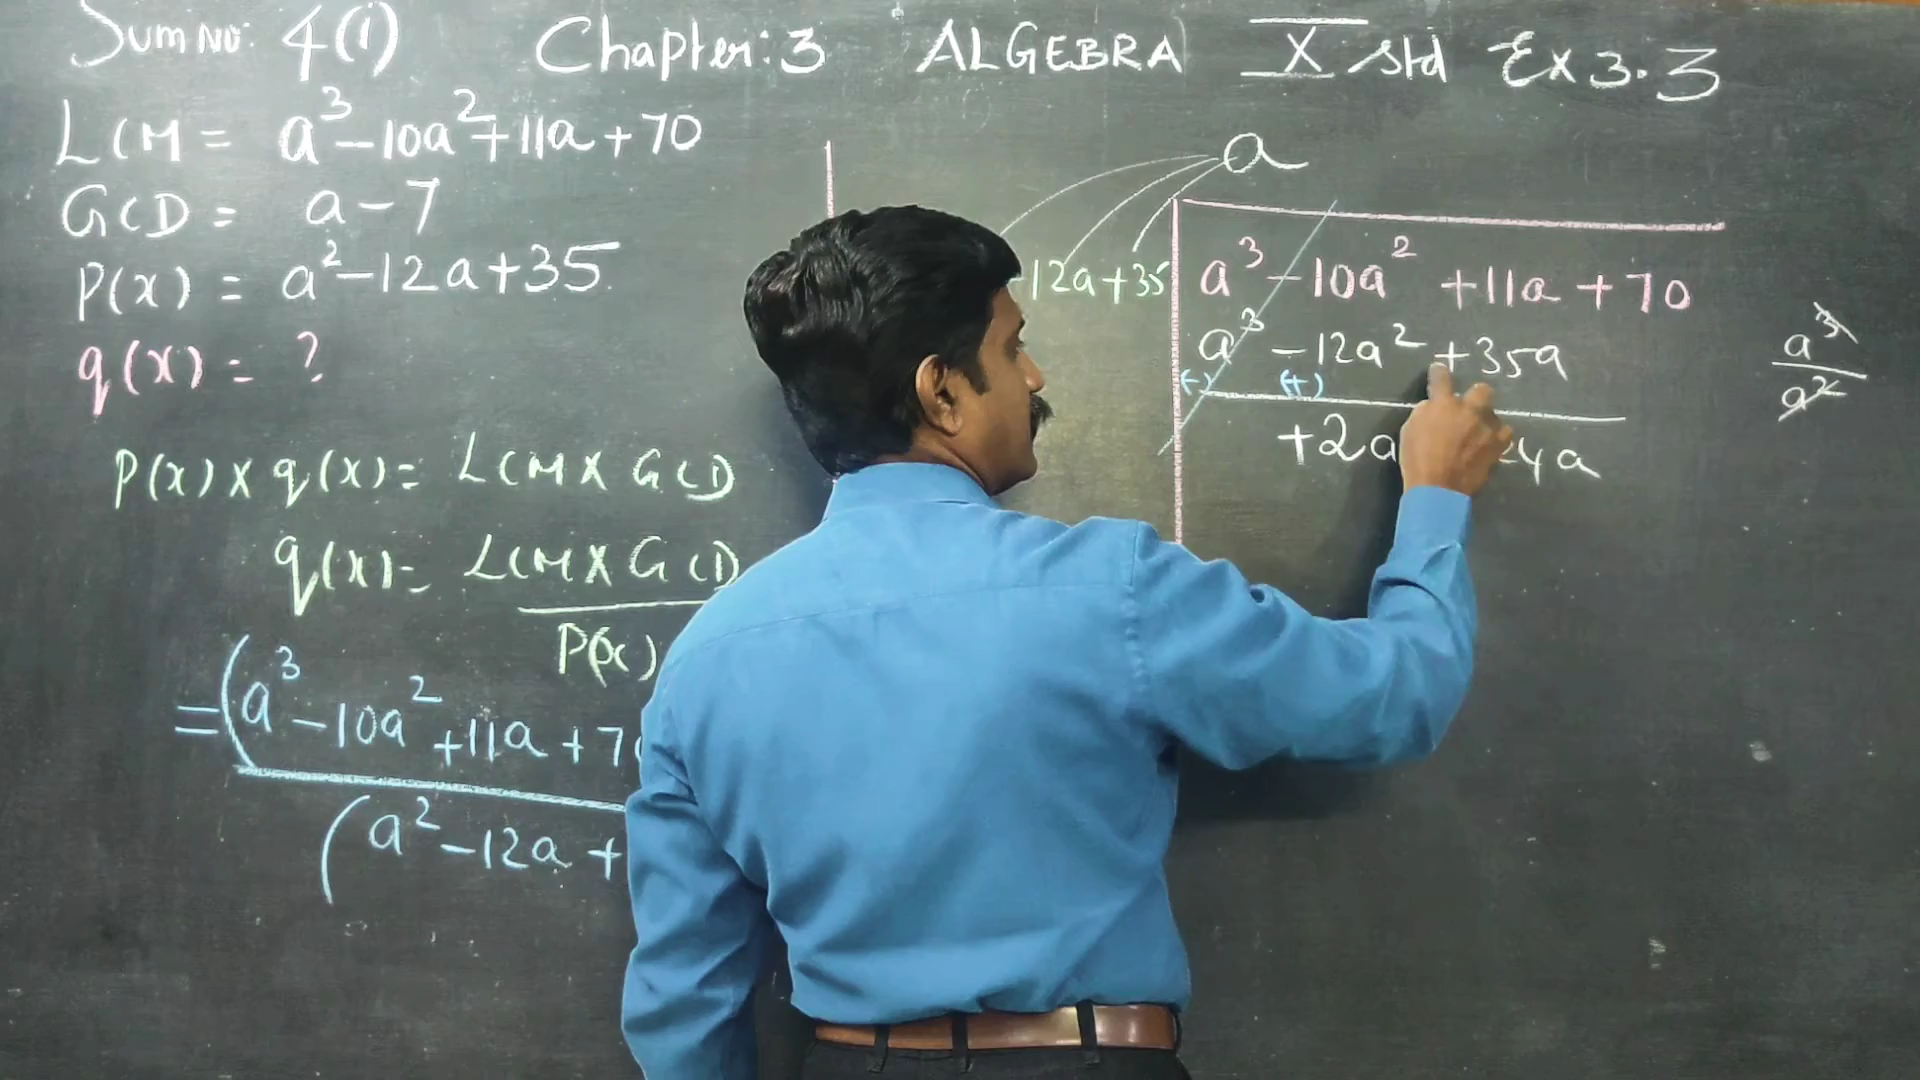 Sum No: 4(i) Chapter: 3 ALGEBRA X std Ex 3.3
LCM = a³-10a²+11a+70
GCD = a-7
P(x) = a²-12a+35
q(x) = ?
P(x) x q(x) = LCM X GCD
q(x) = LCM X GCD
P(x)
= (a³-10a²+11a+70
(a²-12a+
a
-12a+35 a³-10a²+11a+70
a³-12a²+35a
(-) (+)
+2a 24a
a³
a²